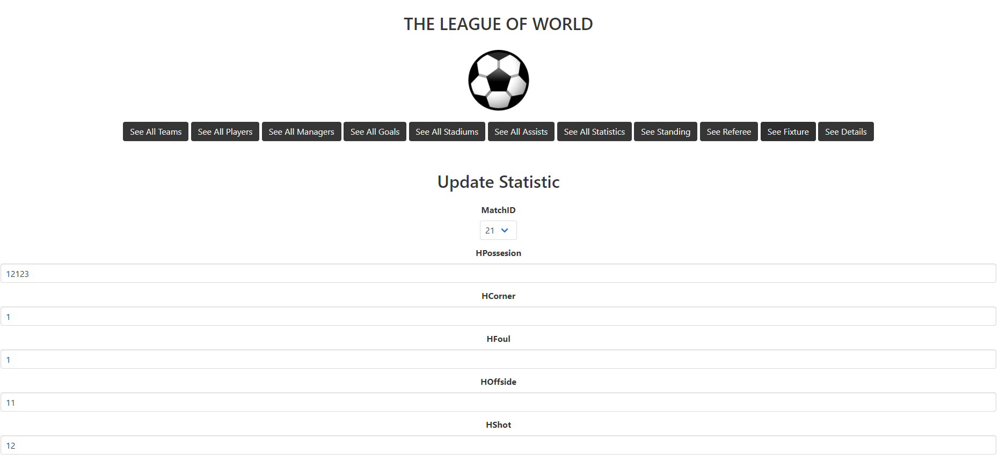 THE LEAGUE OF WORLD
See All Teams See All Players See All Managers See All Goals See All Stadiums See All Assists See All Statistics See Standing See Referee See Fixture See Details
Update Statistic
MatchID
21
HPossesion
12123
HCorner
1
HFoul
1
HOffside
11
HShot
12